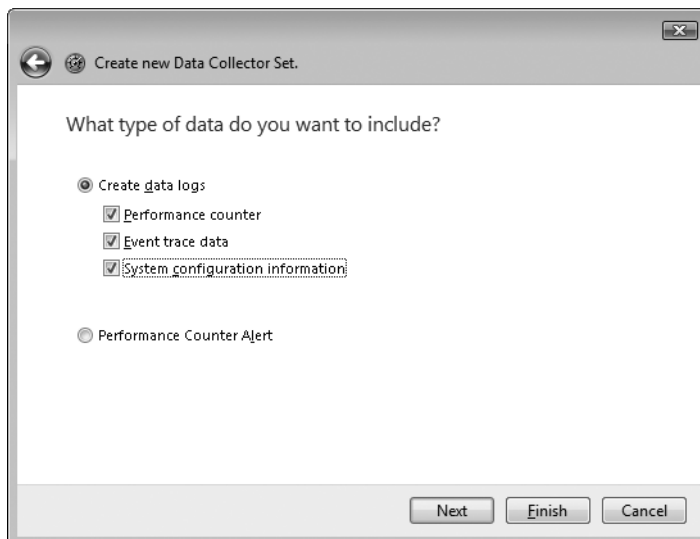 Create new Data Collector Set.
What type of data do you want to include?
Create data logs
Performance counter
Event trace data
System configuration information
Performance Counter Alert
Next Finish Cancel